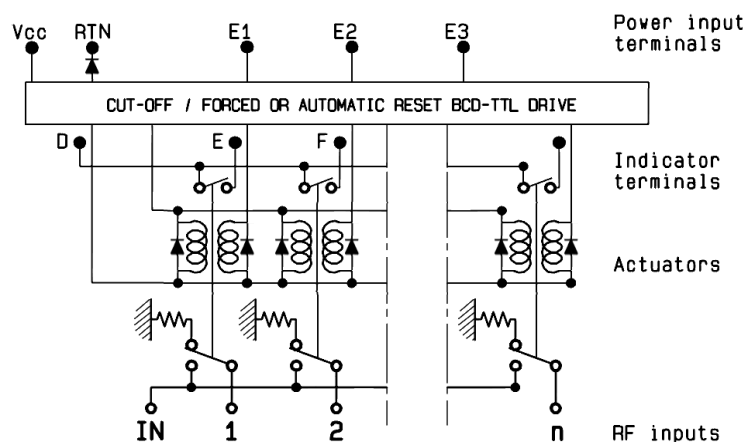 Vcc RTN E1 E2 E3 Power input
terminals
CUT-OFF / FORCED OR AUTOMATIC RESET BCD-TTL DRIVE
D E F
Indicator
terminals
Actuators
IN 1 2 n RF inputs